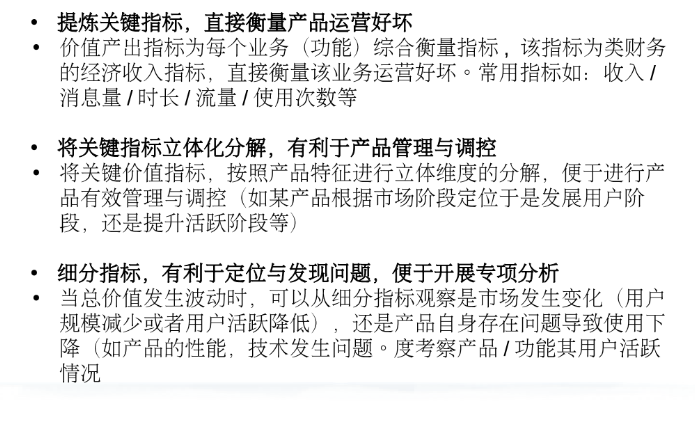 • 提炼关键指标，直接衡量产品运营好坏
• 价值产出指标为每个业务（功能）综合衡量指标，该指标为类财务
的经济收入指标，直接衡量该业务运营好坏。常用指标如：收入 /
消息量 / 时长 / 流量 / 使用次数等
• 将关键指标立体化分解，有利于产品管理与调控
• 将关键价值指标，按照产品特征进行立体维度的分解，便于进行产
品有效管理与调控（如某产品根据市场阶段定位于是发展用户阶
段，还是提升活跃阶段等）
• 细分指标，有利于定位与发现问题，便于开展专项分析
• 当总价值发生波动时，可以从细分指标观察是市场发生变化（用户
规模减少或者用户活跃降低），还是产品自身存在问题导致使用下
降（如产品的性能，技术发生问题。度考察产品 / 功能其用户活跃
情况